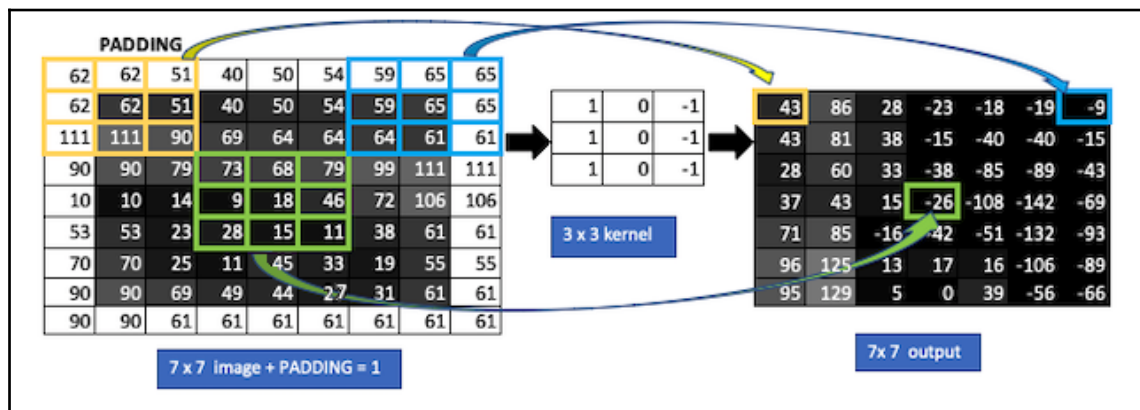 PADDING
62 62 51 40 50 54 59 65 65
62 62 51 40 50 54 59 65 65
111 111 90 69 64 64 64 61 61
90 90 79 73 68 79 99 111 111
10 10 14 9 18 46 72 106 106
53 53 23 28 15 11 38 61 61
70 70 25 11 45 33 19 55 55
90 90 69 49 44 27 31 61 61
90 90 61 61 61 61 61 61 61
7 x 7 image + PADDING = 1
1 0 -1
1 0 -1
1 0 -1
3 x 3 kernel
43 86 28 -23 -18 -19 -9
43 81 38 -15 -40 -40 -15
28 60 33 -38 -85 -89 -43
37 43 15 -26 -108 -142 -69
71 85 -16 -42 -51 -132 -93
96 125 13 17 16 -106 -89
95 129 5 0 39 -56 -66
7x 7 output